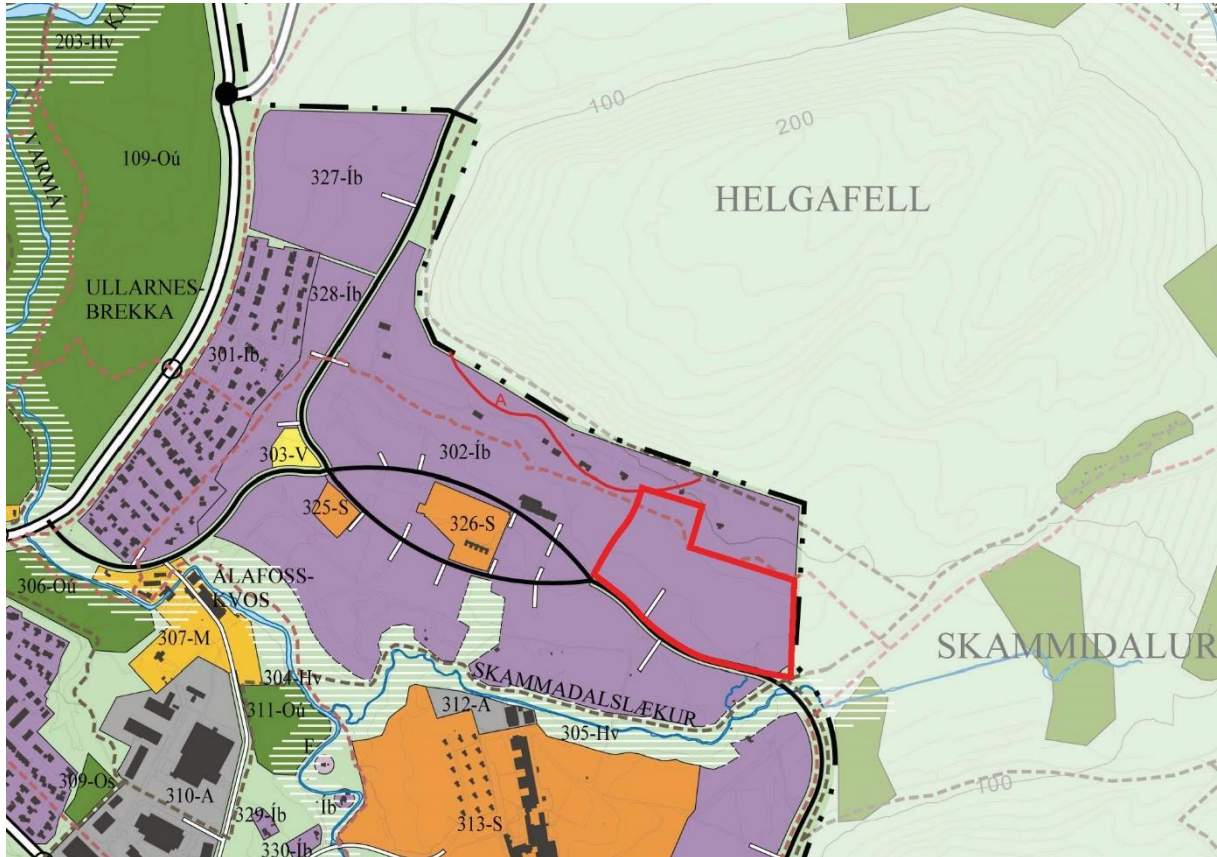 KA
203-Hv
VARMÁ
109-Oú
100
200
HELGAFELL
327-Íb
ULLARNES-
BREKKA
328-Íb
301-Íb
A
302-Íb
303-V
325-S
326-S
306-Oú
ÁLAFOSS-
KVOS
307-M
304-Hv
311-Oú
SKAMMADALSLÆKUR
SKAMMIDALUR
312-A
305-Hv
F
309-Os
310-A
Íb
329-Íb
313-S
330-Íb
100